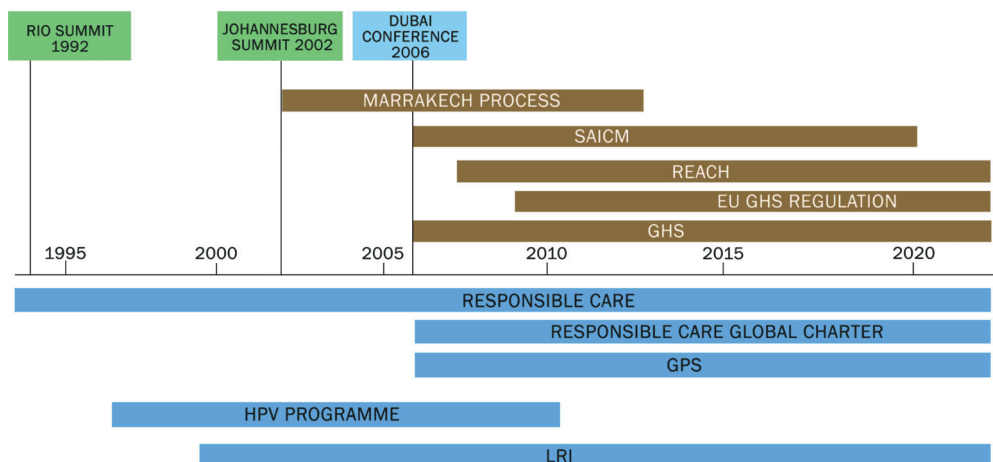 RIO SUMMIT
1992
JOHANNESBURG
SUMMIT 2002
DUBAI
CONFERENCE
2006
MARRAKECH PROCESS
SAICM
REACH
EU GHS REGULATION
GHS
1995 2000 2005 2010 2015 2020
RESPONSIBLE CARE
RESPONSIBLE CARE GLOBAL CHARTER
GPS
HPV PROGRAMME
LRI